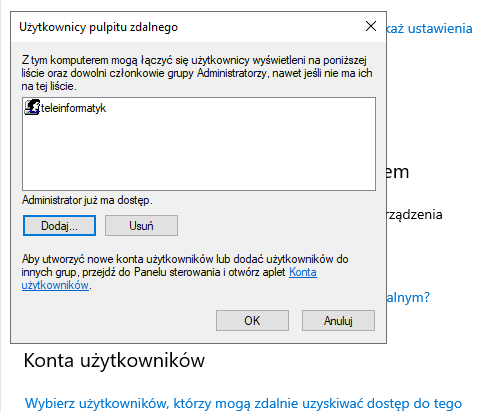 Użytkownicy pulpitu zdalnego
każ ustawienia
Z tym komputerem mogą łączyć się użytkownicy wyświetleni na poniższej
liście oraz dowolni członkowie grupy Administratorzy, nawet jeśli nie ma ich
na tej liście.
teleinformatyk
em
Administrator już ma dostęp.
rządzenia
Dodaj...
Usuń
Aby utworzyć nowe konta użytkowników lub dodać użytkowników do
innych grup, przejdź do Panelu sterowania i otwórz aplet Konta
użytkowników.
alnym?
OK
Anuluj
Konta użytkowników
Wybierz użytkowników, którzy mogą zdalnie uzyskiwać dostęp do tego